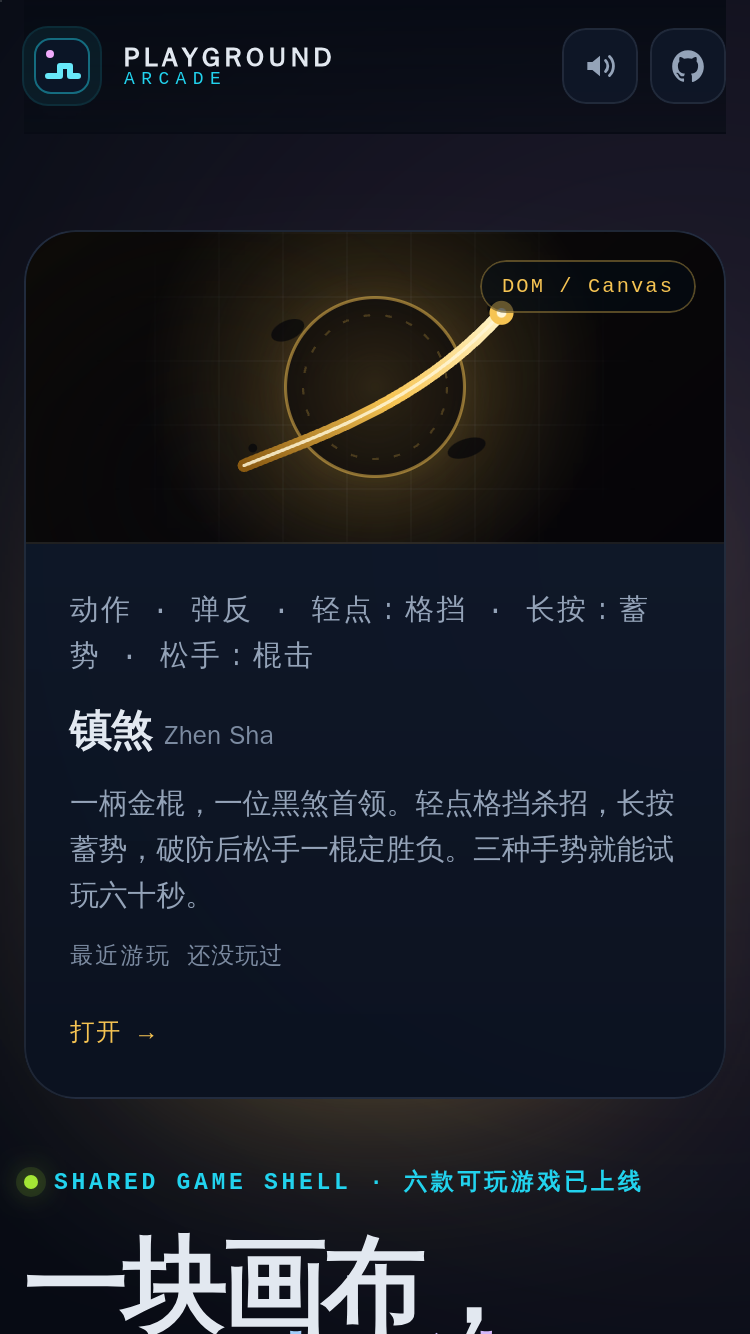 PLAYGROUND
ARCADE
DOM / Canvas
动作 · 弹反 · 轻点：格挡 · 长按：蓄
势 · 松手：棍击
镇煞 Zhen Sha
一柄金棍，一位黑煞首领。轻点格挡杀招，长按
蓄势，破防后松手一棍定胜负。三种手势就能试
玩六十秒。
最近游玩 还没玩过
打开 →
SHARED GAME SHELL · 六款可玩游戏已上线
一块画布，